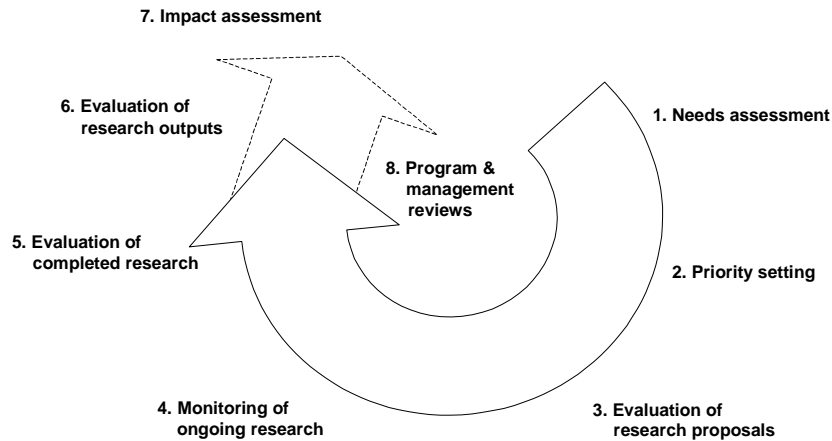 7. Impact assessment
6. Evaluation of
research outputs
1. Needs assessment
8. Program &
management
reviews
5. Evaluation of
completed research
2. Priority setting
4. Monitoring of
ongoing research
3. Evaluation of
research proposals